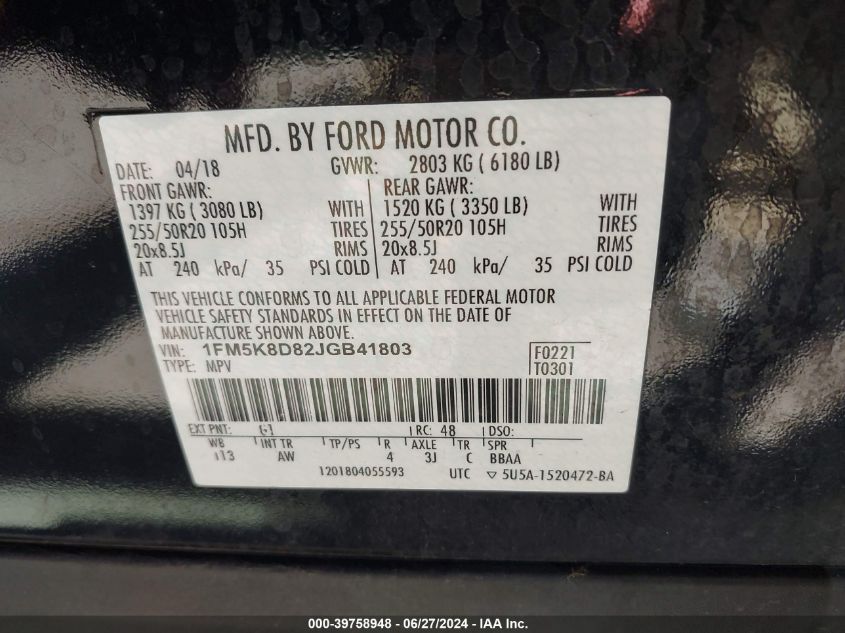 MFD. BY FORD MOTOR CO.
DATE: 04/18 GVWR: 2803 KG ( 6180 LB)
FRONT GAWR: REAR GAWR:
1397 KG ( 3080 LB) WITH 1520 KG ( 3350 LB) WITH
255/50R20 105H TIRES 255/50R20 105H TIRES
20x8.5J RIMS 20x8.5J RIMS
AT 240 kPa/ 35 PSI COLD AT 240 kPa/ 35 PSI COLD
THIS VEHICLE CONFORMS TO ALL APPLICABLE FEDERAL MOTOR
VEHICLE SAFETY STANDARDS IN EFFECT ON THE DATE OF
MANUFACTURE SHOWN ABOVE.
VIN: 1FM5K8D82JGB41803 F0221
TYPE: MPV T0301
EXT PNT: RC: 48 DSO:
WB INT TR TP/PS R AXLE TR SPR
113 AW 4 3J C BBAA
1201804055593 UTC ▽ 5U5A-1520472-BA
000-39758948 - 06/27/2024 - IAA Inc.